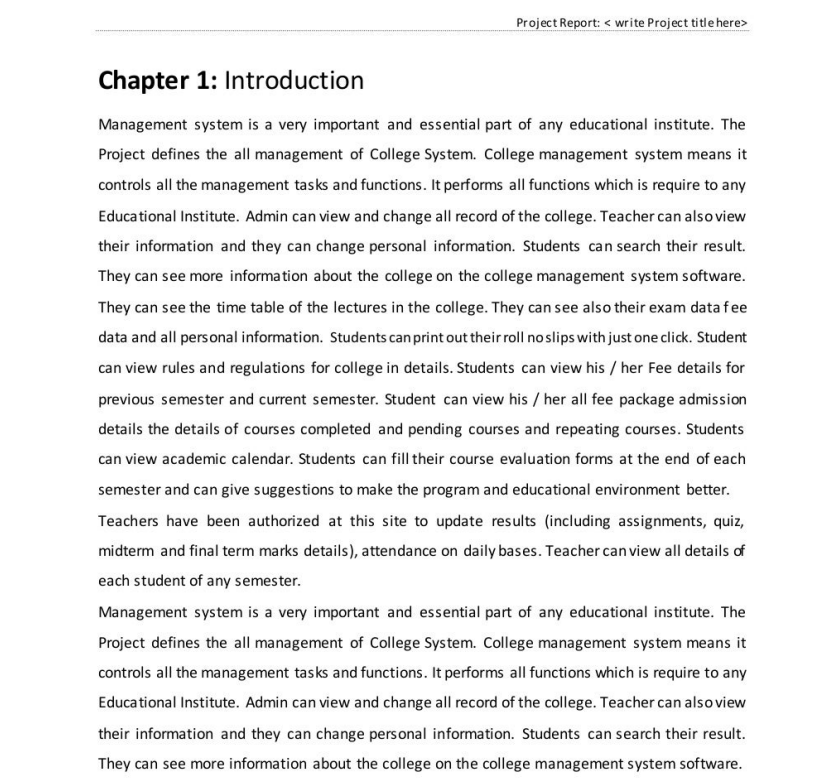 Project Report: < write Project title here>
Chapter 1: Introduction
Management system is a very important and essential part of any educational institute. The
Project defines the all management of College System. College management system means it
controls all the management tasks and functions. It performs all functions which is require to any
Educational Institute. Admin can view and change all record of the college. Teacher can also view
their information and they can change personal information. Students can search their result.
They can see more information about the college on the college management system software.
They can see the time table of the lectures in the college. They can see also their exam data fee
data and all personal information. Students can print out their roll no slips with just one click. Student
can view rules and regulations for college in details. Students can view his / her Fee details for
previous semester and current semester. Student can view his / her all fee package admission
details the details of courses completed and pending courses and repeating courses. Students
can view academic calendar. Students can fill their course evaluation forms at the end of each
semester and can give suggestions to make the program and educational environment better.
Teachers have been authorized at this site to update results (including assignments, quiz,
midterm and final term marks details), attendance on daily bases. Teacher can view all details of
each student of any semester.
Management system is a very important and essential part of any educational institute. The
Project defines the all management of College System. College management system means it
controls all the management tasks and functions. It performs all functions which is require to any
Educational Institute. Admin can view and change all record of the college. Teacher can also view
their information and they can change personal information. Students can search their result.
They can see more information about the college on the college management system software.